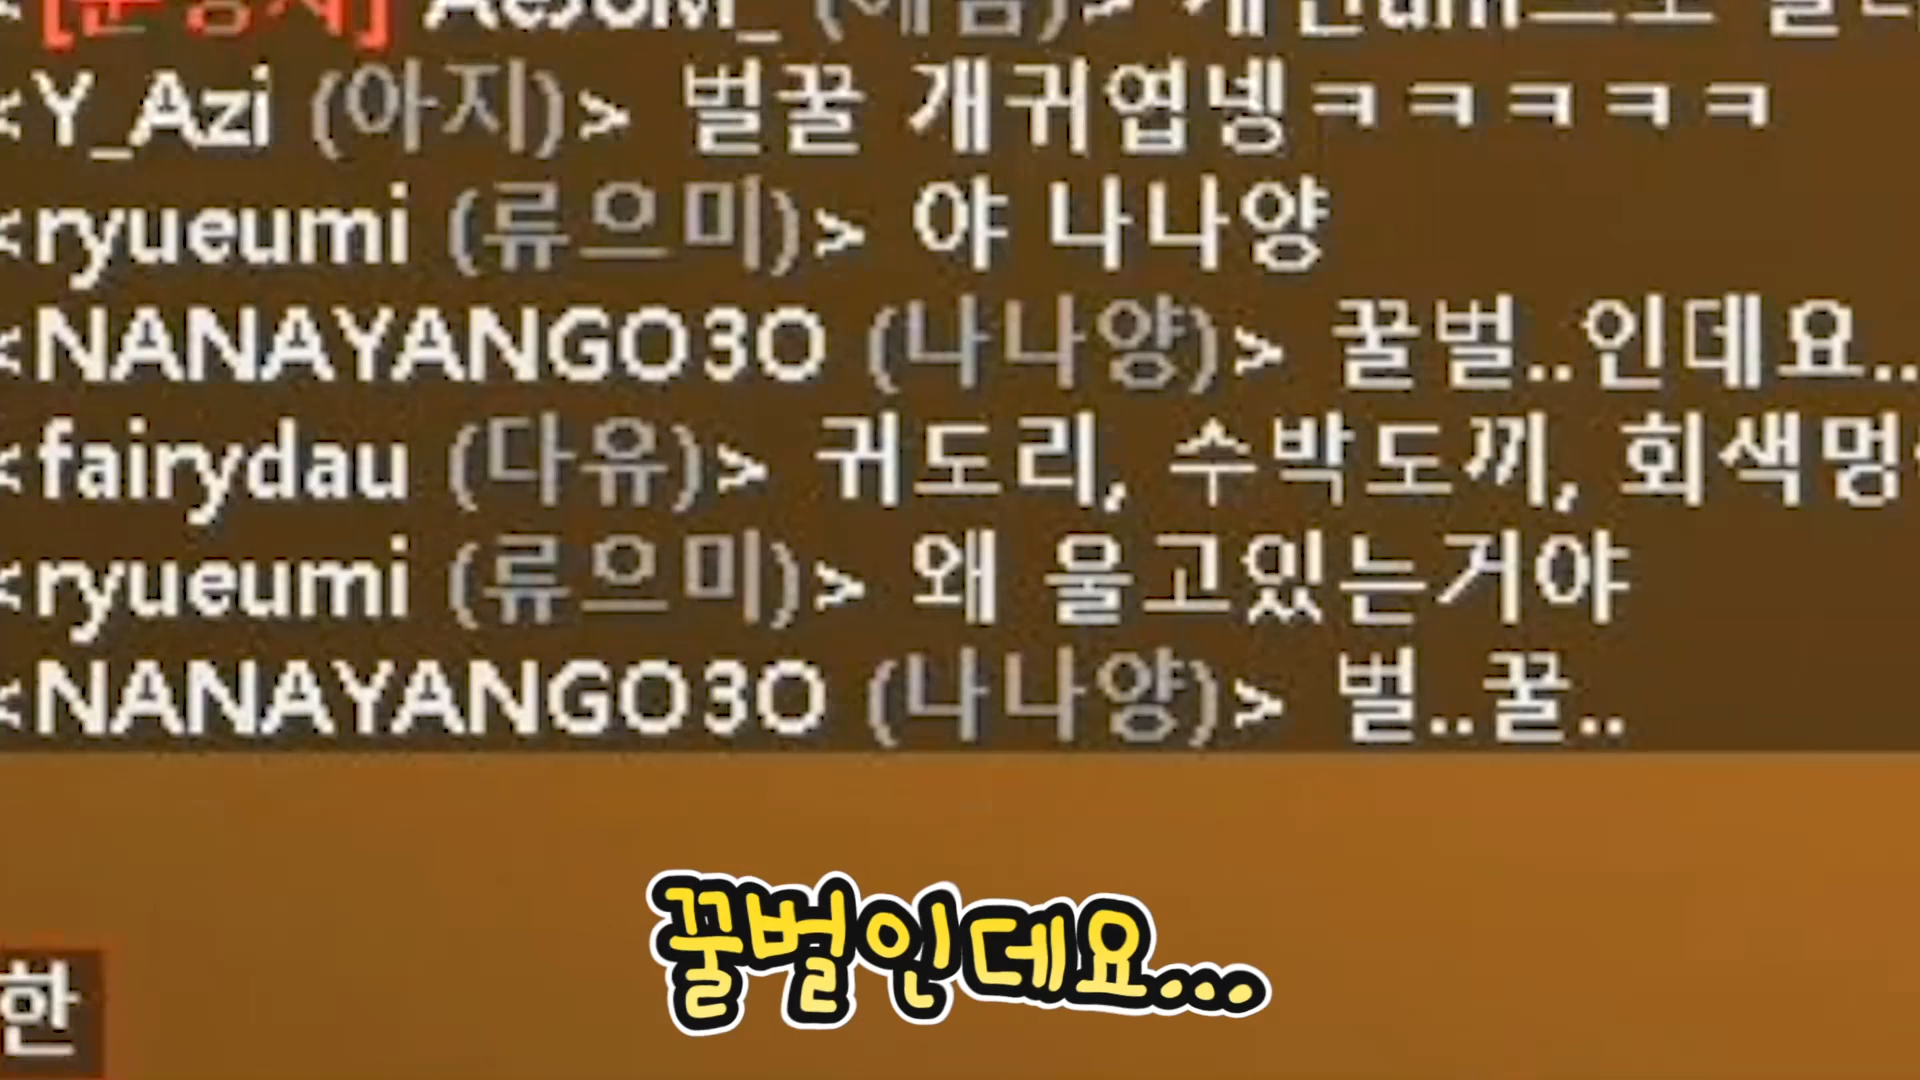 <Y_Azi (아지)> 벌꿀 개귀엽넹ㅋㅋㅋㅋㅋ
<ryueumi (류으미)> 야 나나양
<NANAYANG030 (나나양)> 꿀벌..인데요..
<fairydau (다유)> 귀도리, 수박도끼, 회색멍
<ryueumi (류으미)> 왜 물고있는거야
<NANAYANG030 (나나양)> 벌..꿀..
꿀벌인데요...
한